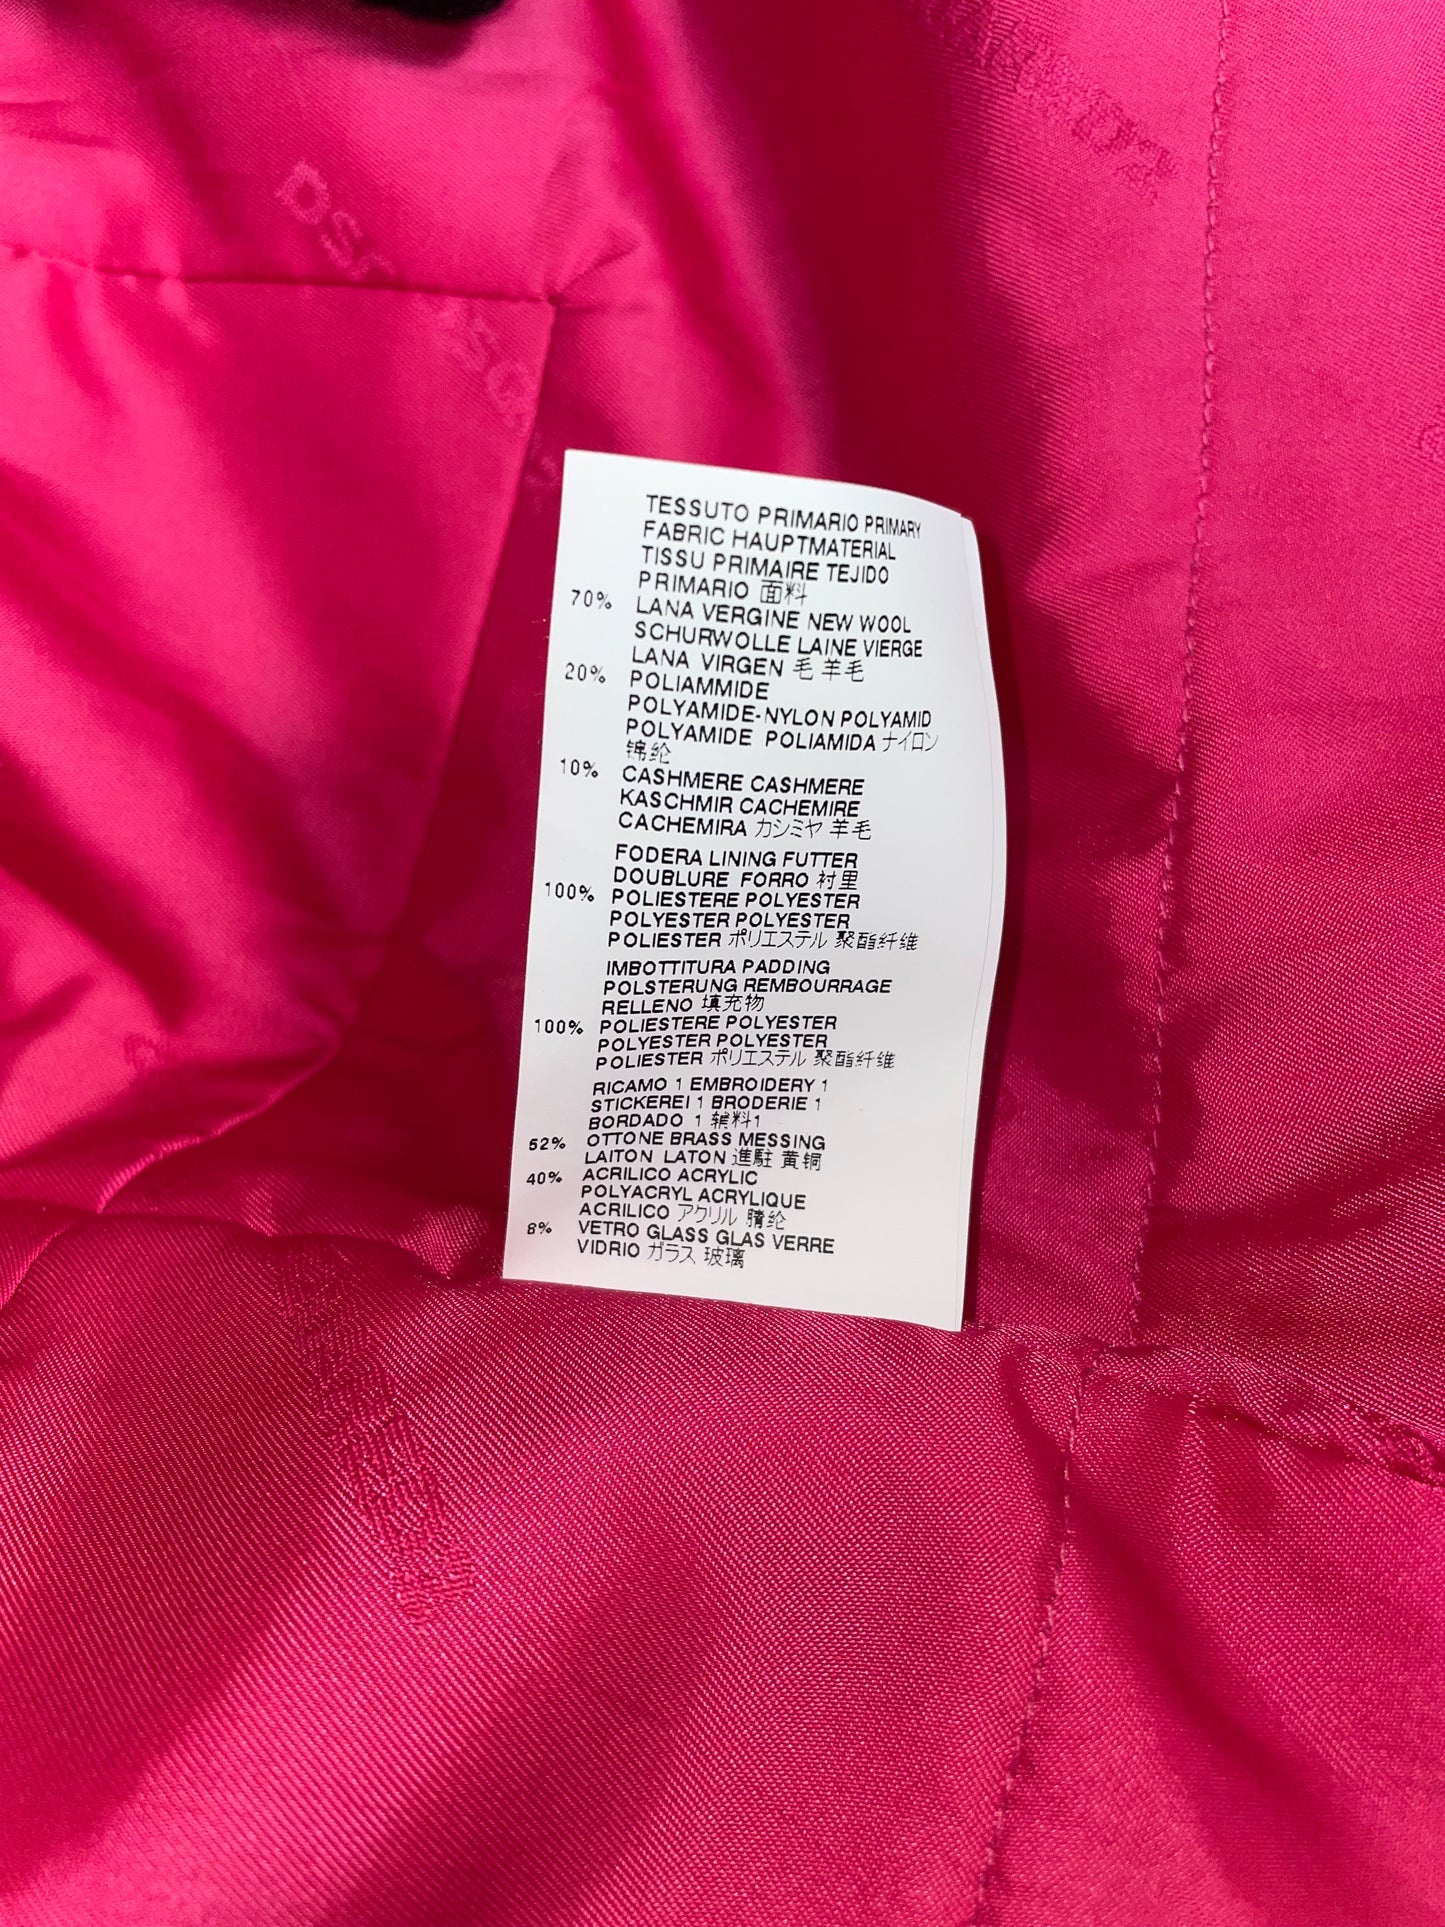 TESSUTO PRIMARIO PRIMARY
FABRIC HAUPTMATERIAL
TISSU PRIMAIRE TEJIDO
PRIMARIO 面料
70% LANA VERGINE NEW WOOL
SCHURWOLLE LAINE VIERGE
LANA VIRGEN 毛 羊毛
20% POLIAMMIDE
POLYAMIDE-NYLON POLYAMID
POLYAMIDE POLIAMIDA ナイロン
锦纶
10% CASHMERE CASHMERE
KASCHMIR CACHEMIRE
CACHEMIRA カシミヤ 羊毛
FODERA LINING FUTTER
DOUBLURE FORRO 衬里
100% POLIESTERE POLYESTER
POLYESTER POLYESTER
POLIESTER ポリエステル 聚酯纤维
IMBOTTITURA PADDING
POLSTERUNG REMBOURRAGE
RELLENO 填充物
100% POLIESTERE POLYESTER
POLYESTER POLYESTER
POLIESTER ポリエステル 聚酯纤维
RICAMO 1 EMBROIDERY 1
STICKEREI 1 BRODERIE 1
BORDADO 1 辅料1
52% OTTONE BRASS MESSING
LAITON LATON 進駐 黄铜
40% ACRILICO ACRYLIC
POLYACRYL ACRYLIQUE
ACRILICO アクリル 腈纶
8% VETRO GLASS GLAS VERRE
VIDRIO ガラス 玻璃